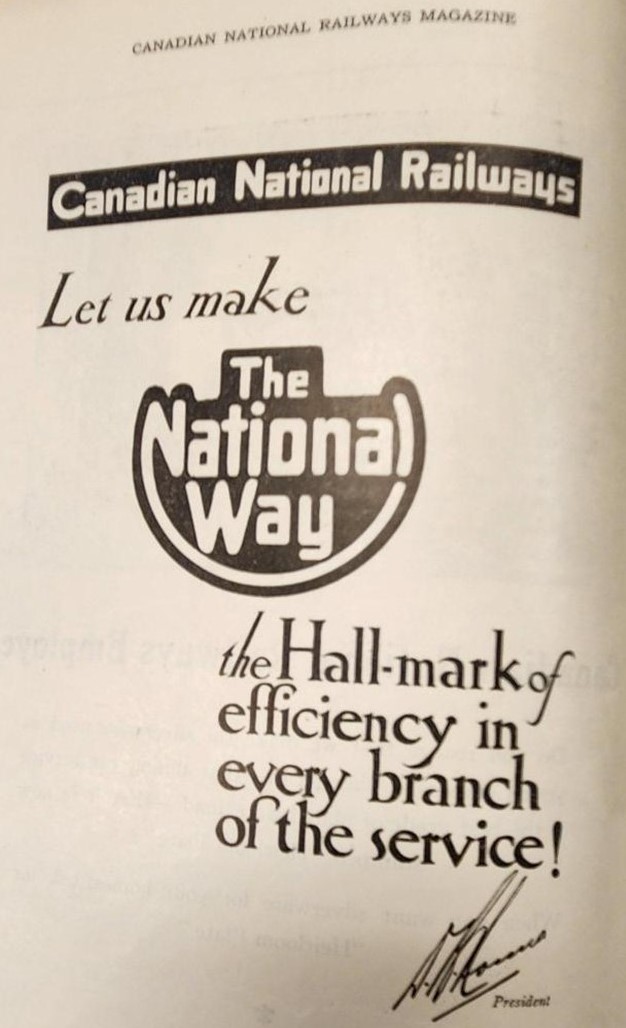 CANADIAN NATIONAL RAILWAYS MAGAZINE
Canadian National Railways
Let us make
The
National
Way
the Hall-mark of
efficiency in
every branch
of the service!
President